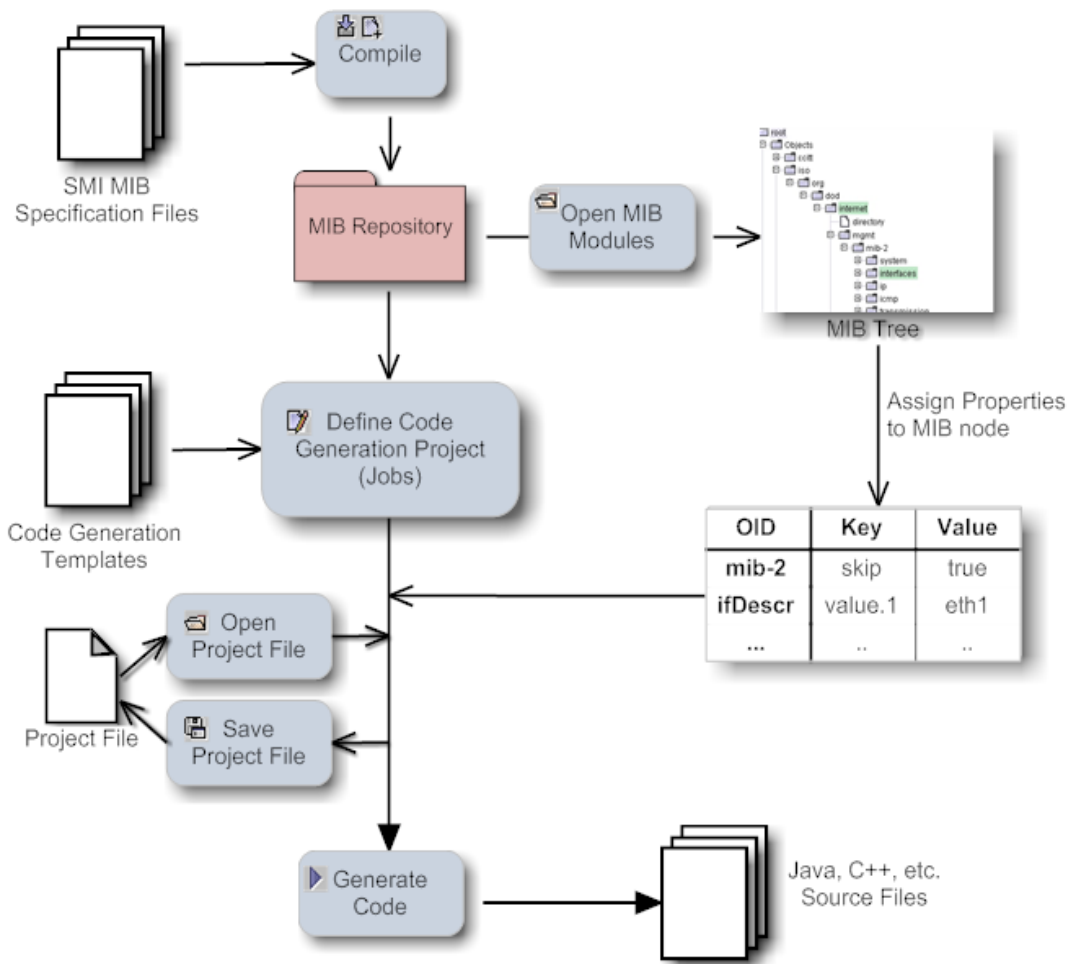 Compile
SMI MIB
Specification Files
MIB Repository
Open MIB
Modules
root
Objects
ccitt
iso
org
dod
internet
directory
mgmt
mib-2
system
interfaces
ip
icmp
transmission
MIB Tree
Assign Properties
to MIB node
Define Code
Generation Project
(Jobs)
Code Generation
Templates
OID Key Value
mib-2 skip true
ifDescr value.1 eth1
... .. ..
Open
Project File
Project File
Save
Project File
Generate
Code
Java, C++, etc.
Source Files